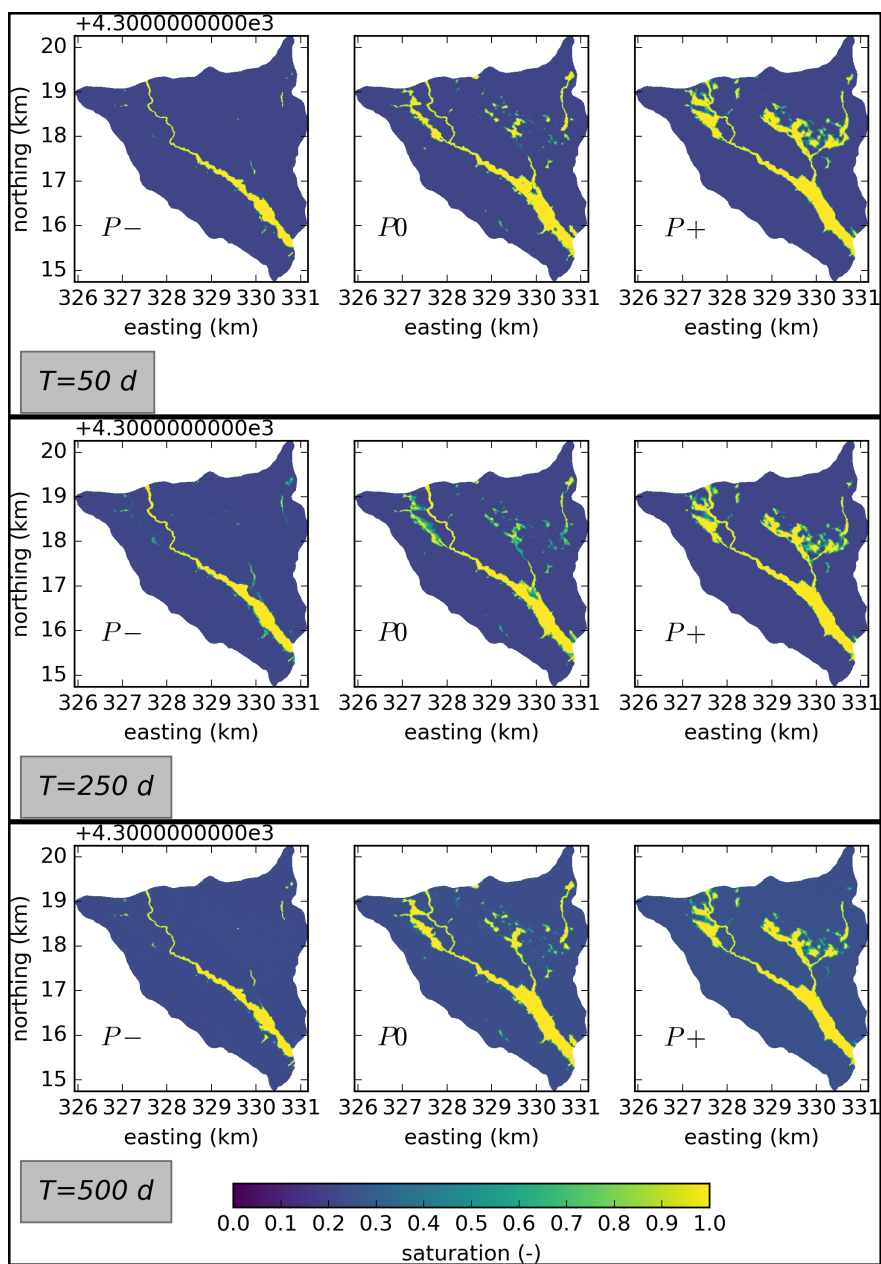 +4.3000000000e3
20
19
18
17
16
15
northing (km)
P−
P0
P+
326 327 328 329 330 331
326 327 328 329 330 331
326 327 328 329 330 331
easting (km)
easting (km)
easting (km)
T=50 d
+4.3000000000e3
20
19
18
17
16
15
northing (km)
P−
P0
P+
326 327 328 329 330 331
326 327 328 329 330 331
326 327 328 329 330 331
easting (km)
easting (km)
easting (km)
T=250 d
+4.3000000000e3
20
19
18
17
16
15
northing (km)
P−
P0
P+
326 327 328 329 330 331
326 327 328 329 330 331
326 327 328 329 330 331
easting (km)
easting (km)
easting (km)
T=500 d
0.0 0.1 0.2 0.3 0.4 0.5 0.6 0.7 0.8 0.9 1.0
saturation (-)